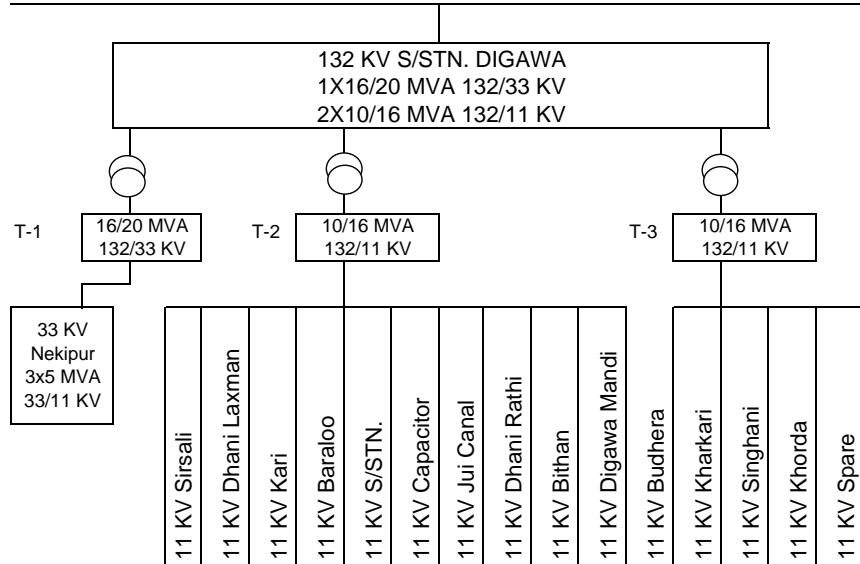 132 KV S/STN. DIGAWA
1X16/20 MVA 132/33 KV
2X10/16 MVA 132/11 KV
T-1
16/20 MVA
132/33 KV
T-2
10/16 MVA
132/11 KV
T-3
10/16 MVA
132/11 KV
33 KV
Nekipur
3x5 MVA
33/11 KV
11 KV Sirsali
11 KV Dhani Laxman
11 KV Kari
11 KV Baraloo
11 KV S/STN.
11 KV Capacitor
11 KV Jui Canal
11 KV Dhani Rathi
11 KV Bithan
11 KV Digawa Mandi
11 KV Budhera
11 KV Kharkari
11 KV Singhani
11 KV Khorda
11 KV Spare